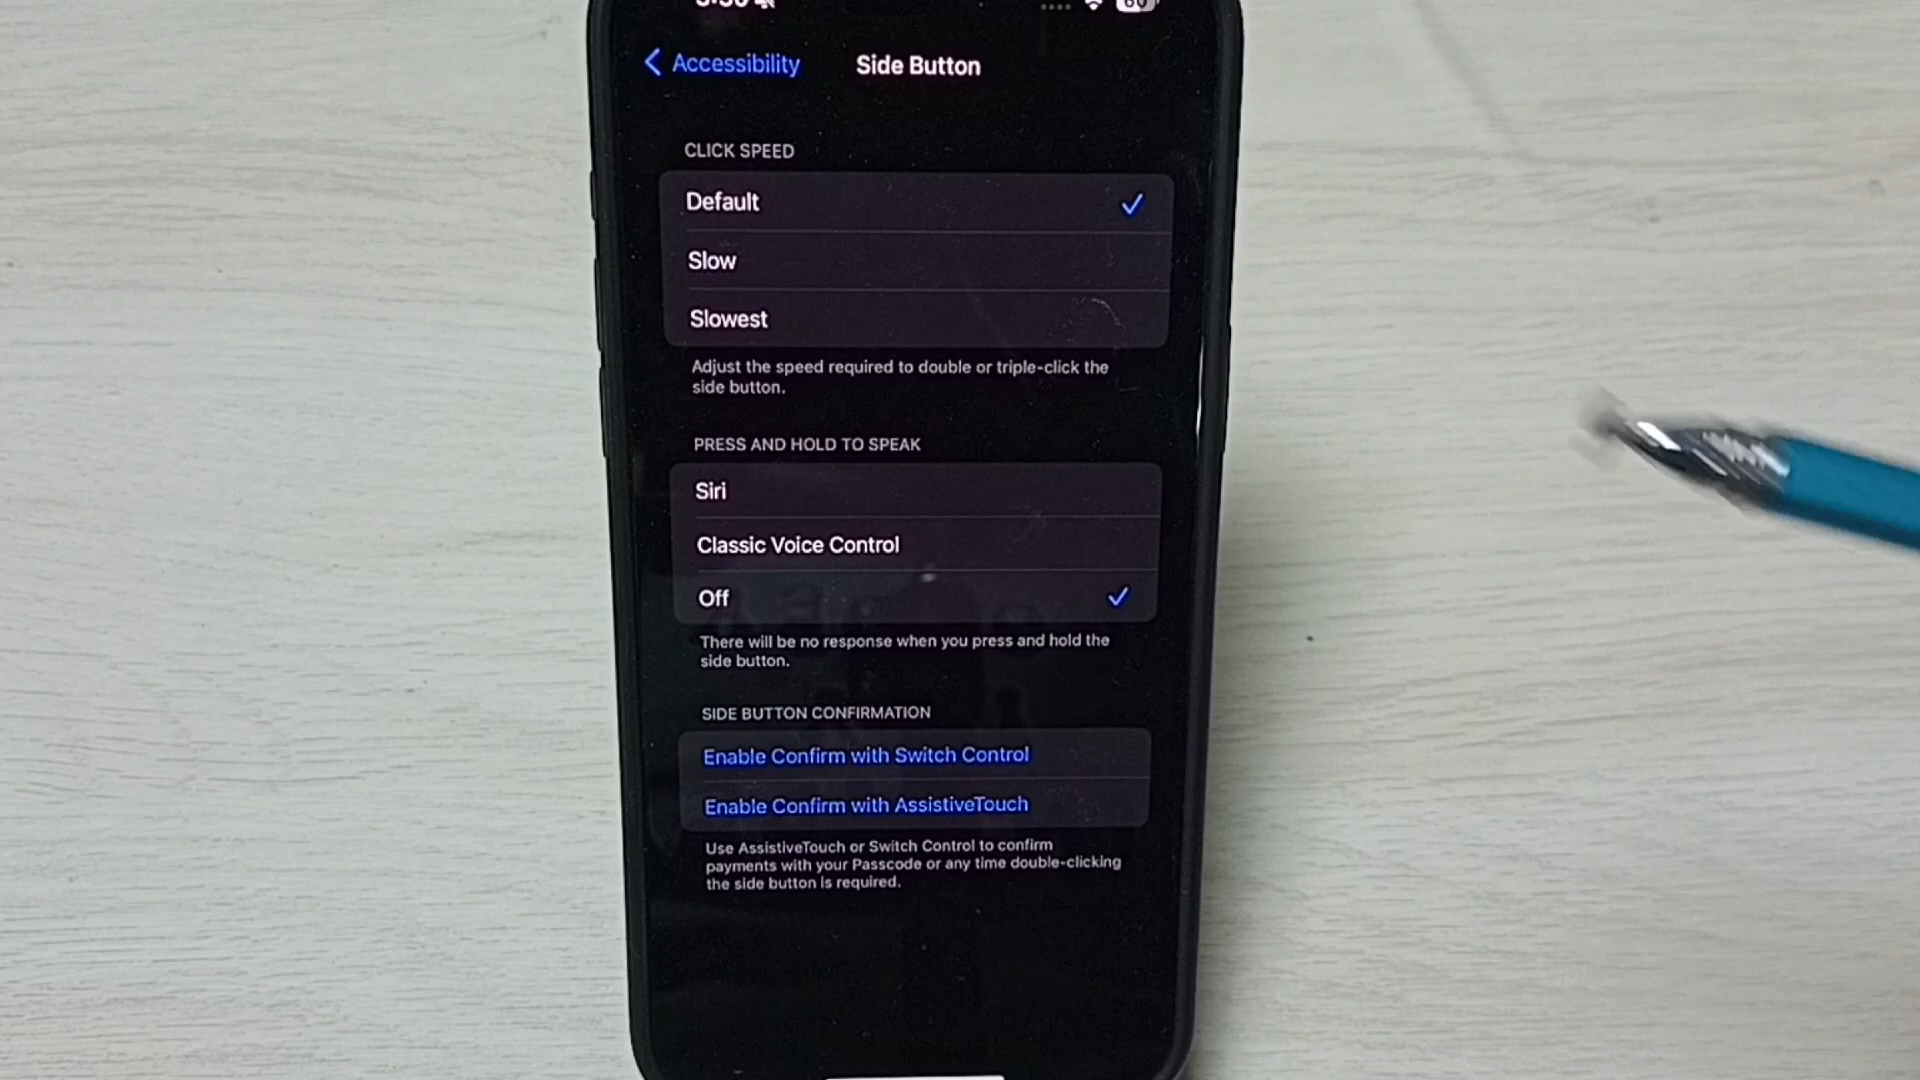 Accessibility
Side Button
CLICK SPEED
Default
Slow
Slowest
Adjust the speed required to double or triple-click the
side button.
PRESS AND HOLD TO SPEAK
Siri
Classic Voice Control
Off
There will be no response when you press and hold the
side button.
SIDE BUTTON CONFIRMATION
Enable Confirm with Switch Control
Enable Confirm with AssistiveTouch
Use AssistiveTouch or Switch Control to confirm
payments with your Passcode or any time double-clicking
the side button is required.